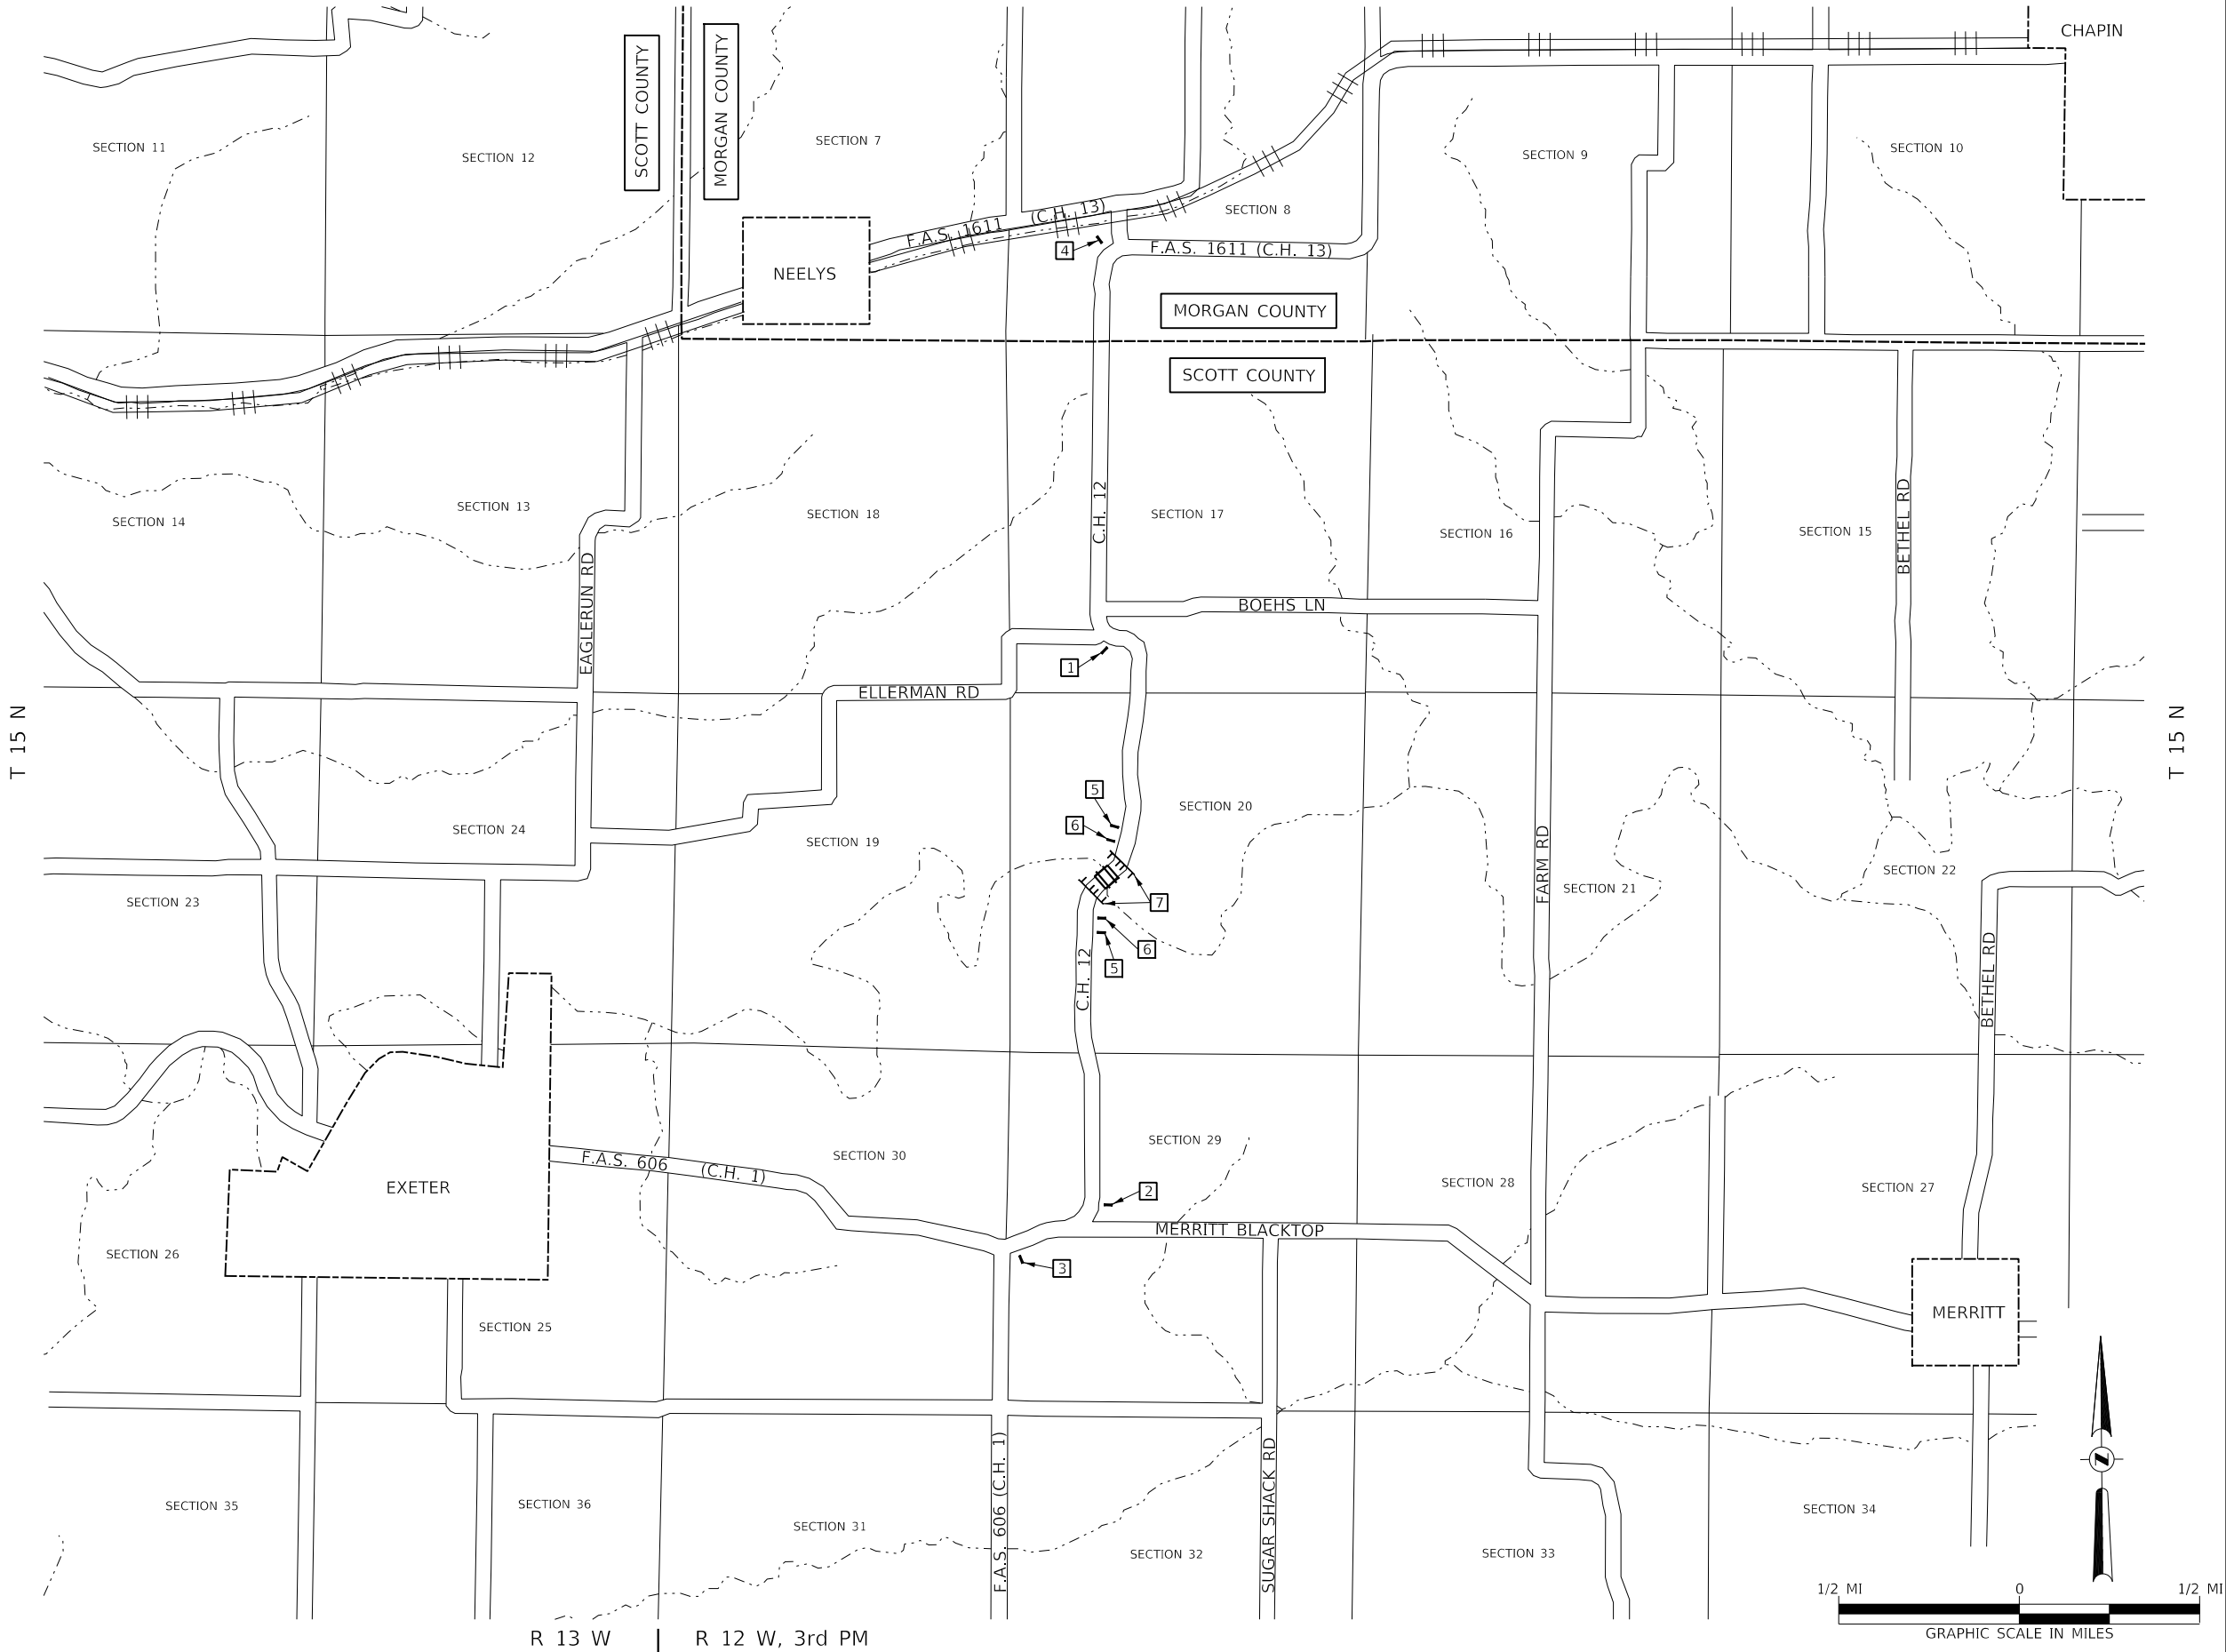 CHAPIN
SCOTT COUNTY
MORGAN COUNTY
SECTION 11
SECTION 12
SECTION 7
SECTION 8
SECTION 9
SECTION 10
NEELYS
F.A.S. 1611 (C.H. 13)
4
F.A.S. 1611 (C.H. 13)
MORGAN COUNTY
SCOTT COUNTY
SECTION 14
SECTION 13
SECTION 18
C.H. 12
SECTION 17
SECTION 16
SECTION 15
BETHEL RD
EAGLERUN RD
BOEHS LN
1
ELLERMAN RD
T 15 N
T 15 N
5
6
SECTION 24
SECTION 19
SECTION 20
FARM RD
SECTION 21
SECTION 22
SECTION 23
7
6
5
C.H. 12
BETHEL RD
F.A.S. 606 (C.H. 1)
SECTION 30
SECTION 29
SECTION 28
SECTION 27
EXETER
2
MERRITT BLACKTOP
SECTION 26
3
SECTION 25
MERRITT
SECTION 35
SECTION 36
SECTION 31
F.A.S. 606 (C.H. 1)
SECTION 32
SUGAR SHACK RD
SECTION 33
SECTION 34
Z
1/2 MI 0 1/2 MI
GRAPHIC SCALE IN MILES
R 13 W | R 12 W, 3rd PM